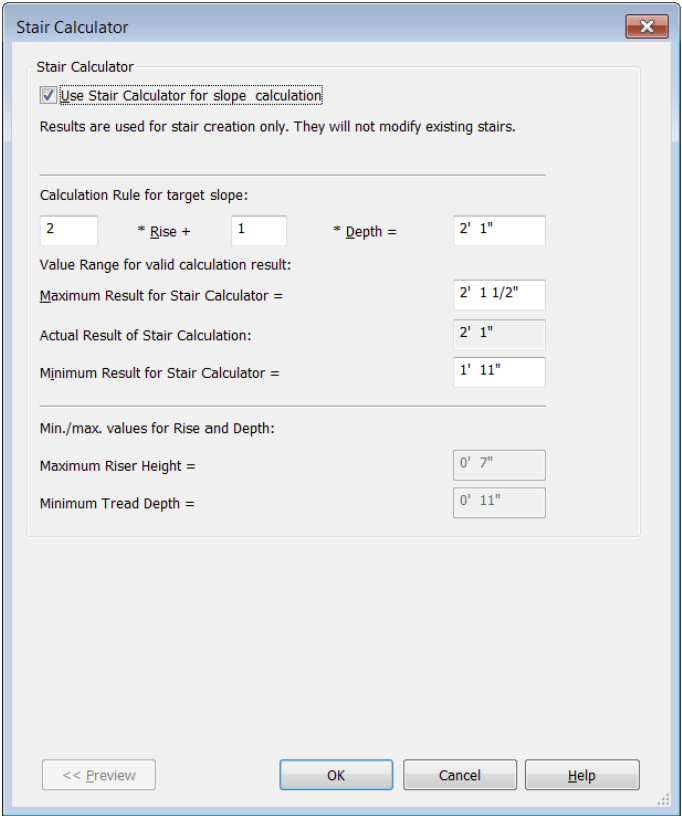 Stair Calculator
Stair Calculator
Use Stair Calculator for slope calculation
Results are used for stair creation only. They will not modify existing stairs.
Calculation Rule for target slope:
2 * Rise + 1 * Depth = 2' 1"
Value Range for valid calculation result:
Maximum Result for Stair Calculator = 2' 1 1/2"
Actual Result of Stair Calculation: 2' 1"
Minimum Result for Stair Calculator = 1' 11"
Min./max. values for Rise and Depth:
Maximum Riser Height = 0' 7"
Minimum Tread Depth = 0' 11"
<< Preview OK Cancel Help